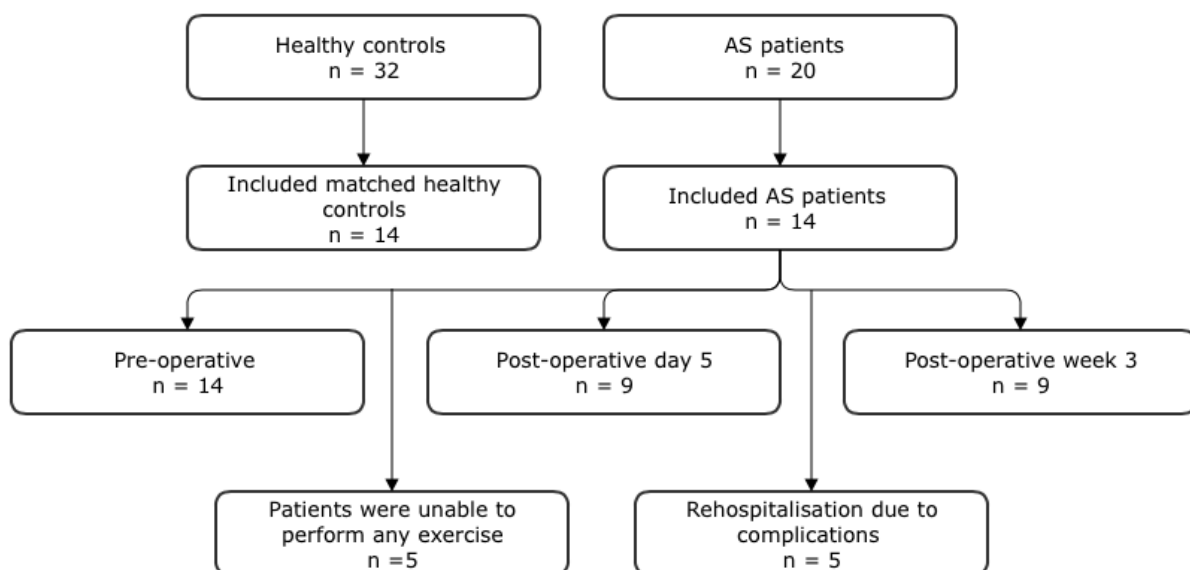 Healthy controls
n = 32
AS patients
n = 20
Included matched healthy
controls
n = 14
Included AS patients
n = 14
Pre-operative
n = 14
Post-operative day 5
n = 9
Post-operative week 3
n = 9
Patients were unable to
perform any exercise
n =5
Rehospitalisation due to
complications
n = 5